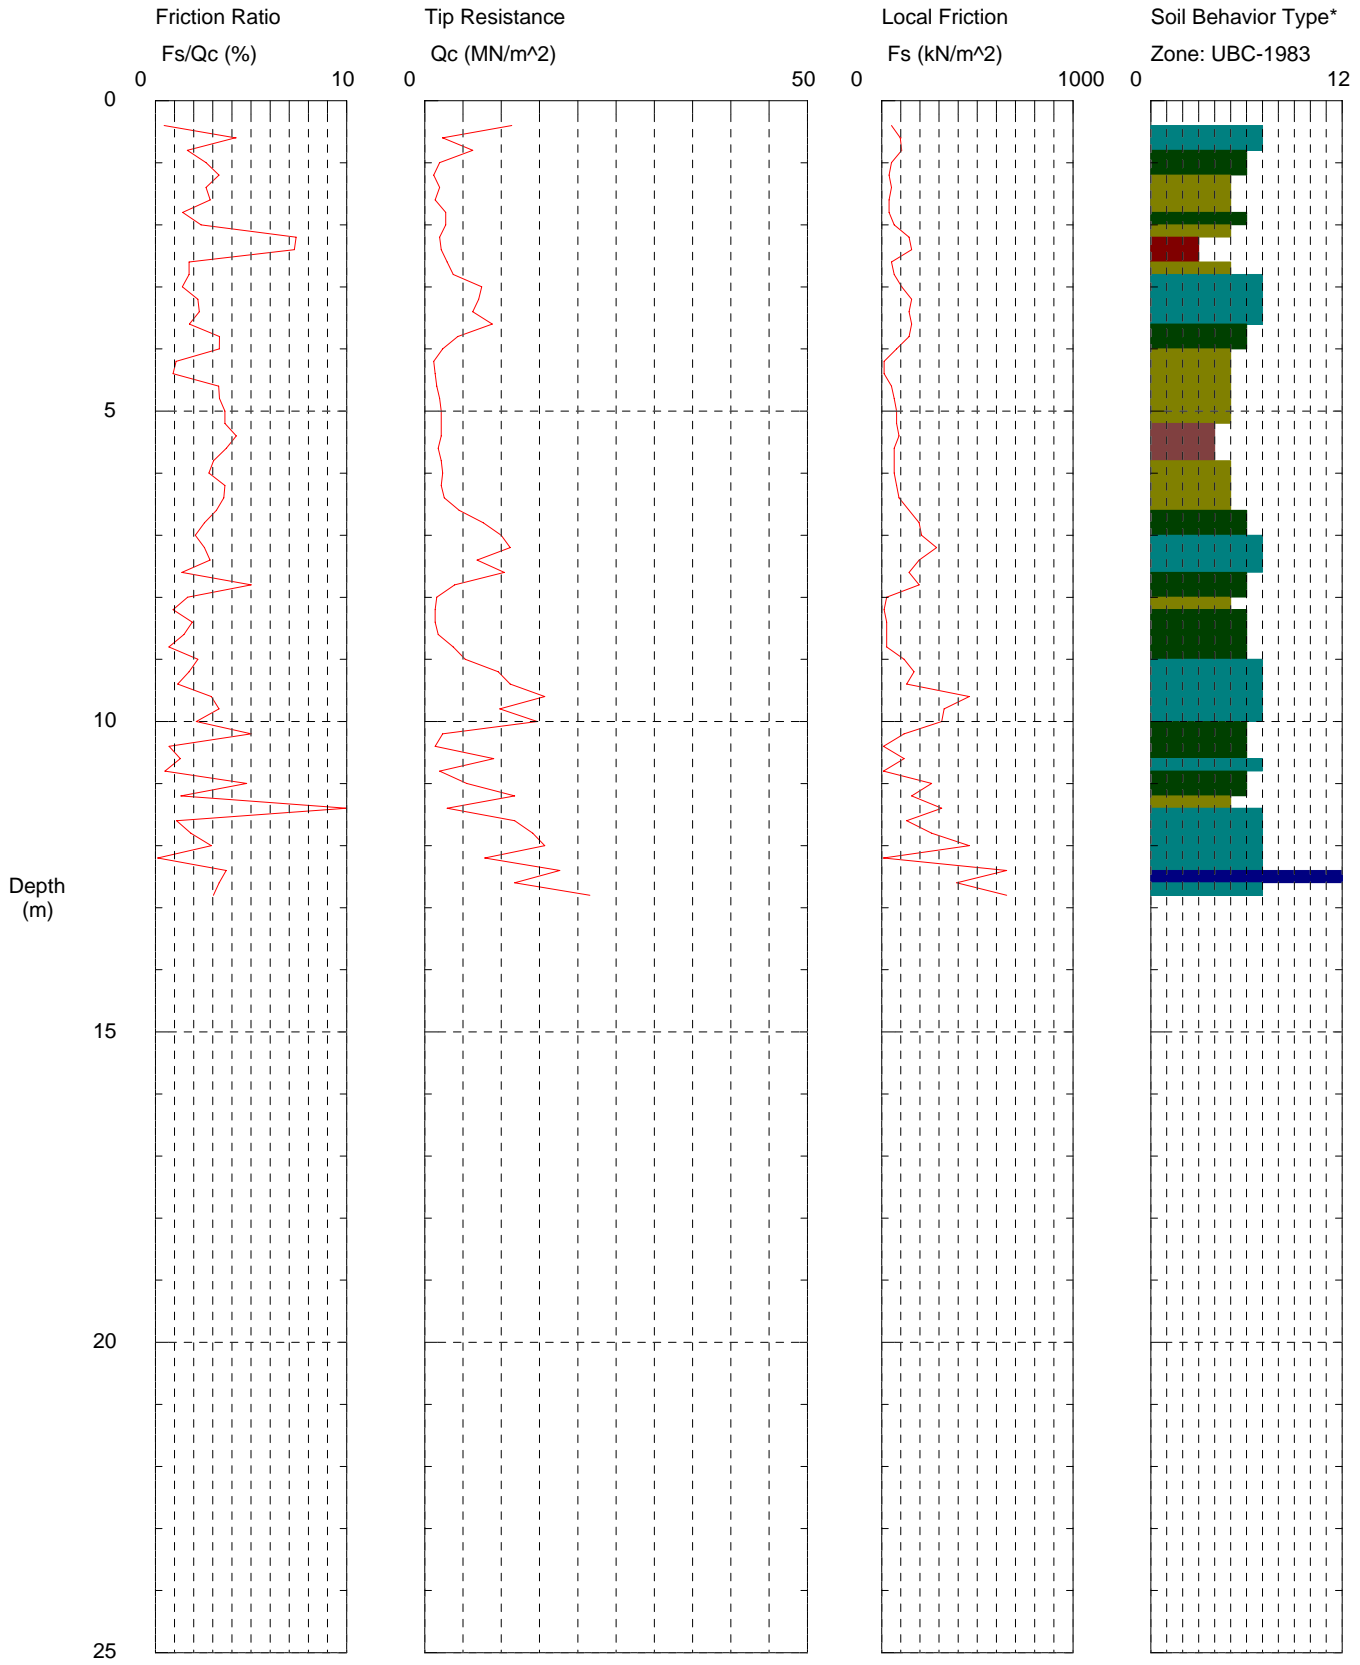 Friction Ratio
Fs/Qc (%)
0 10
Tip Resistance
Qc (MN/m^2)
0 50
Local Friction
Fs (kN/m^2)
0 1000
Soil Behavior Type*
Zone: UBC-1983
0 12
0
5
10
Depth
(m)
15
20
25